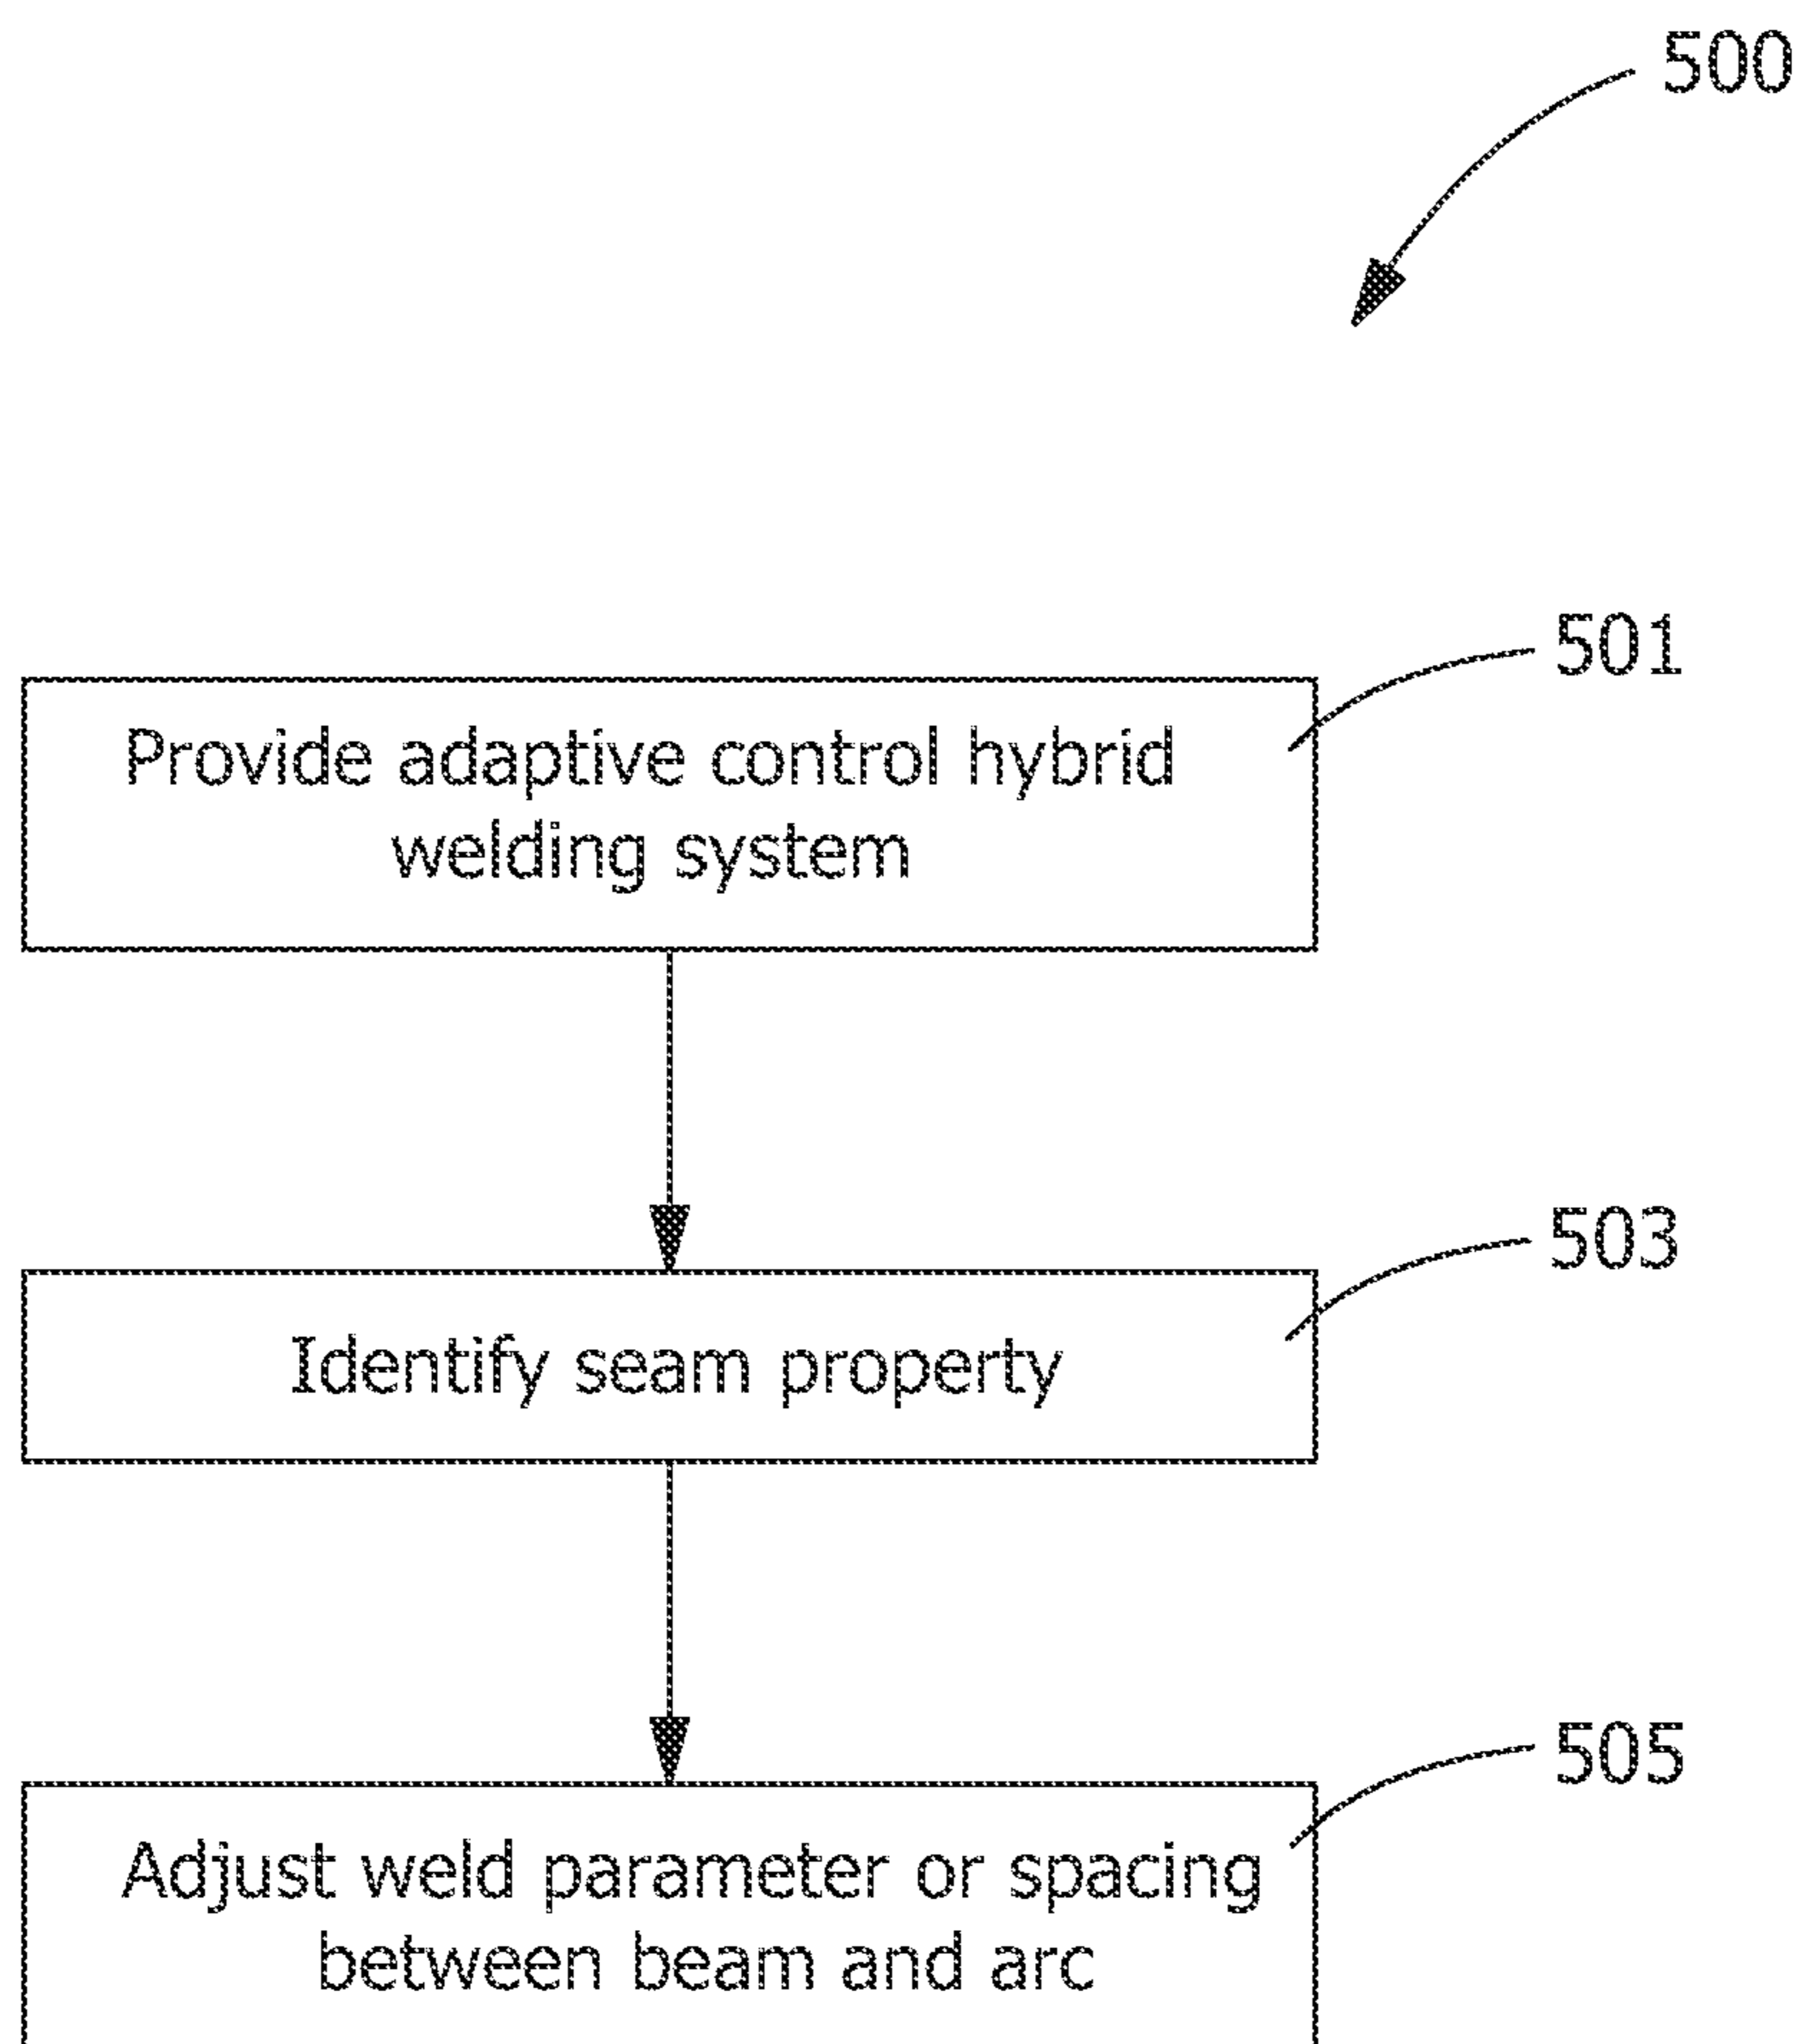 500
501
Provide adaptive control hybrid
welding system
503
Identify seam property
505
Adjust weld parameter or spacing
between beam and arc